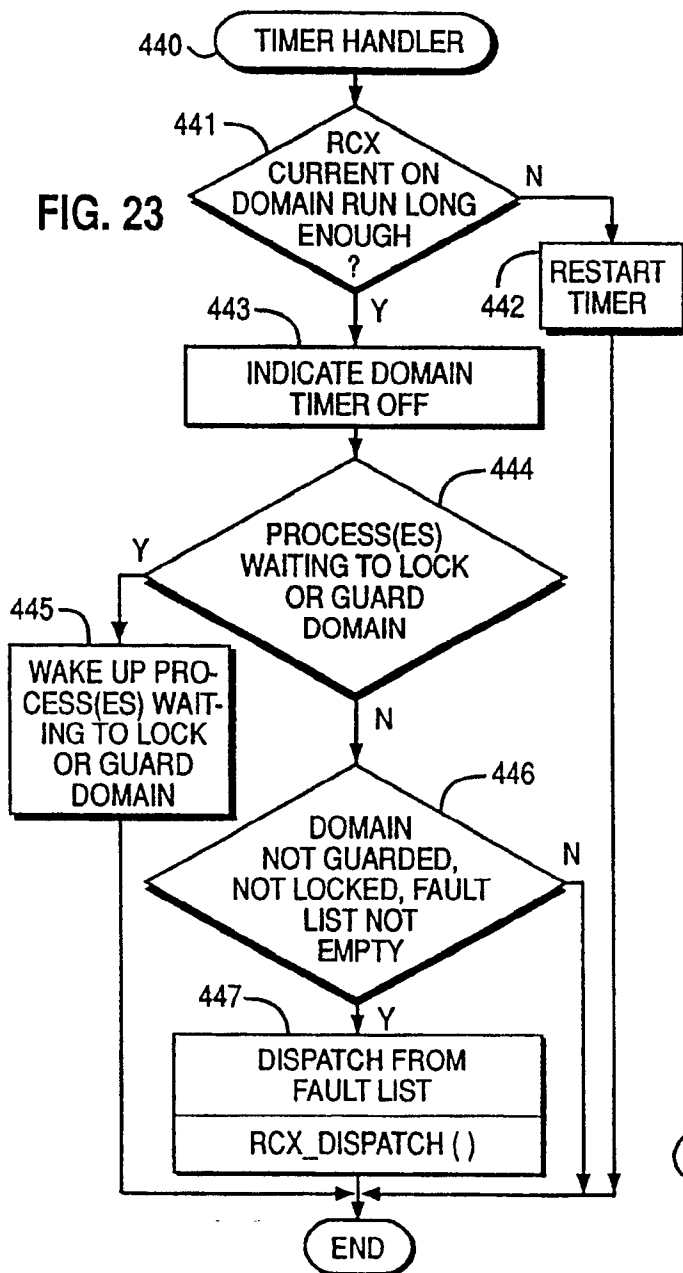 440
TIMER HANDLER
441
RCX
CURRENT ON
DOMAIN RUN LONG
ENOUGH
?
N
FIG. 23
442
RESTART
TIMER
Y
443
INDICATE DOMAIN
TIMER OFF
444
PROCESS(ES)
WAITING TO LOCK
OR GUARD
DOMAIN
Y
445
WAKE UP PRO-
CESS(ES) WAIT-
ING TO LOCK
OR GUARD
DOMAIN
N
446
DOMAIN
NOT GUARDED,
NOT LOCKED, FAULT
LIST NOT
EMPTY
N
447
Y
DISPATCH FROM
FAULT LIST
RCX_DISPATCH ( )
END